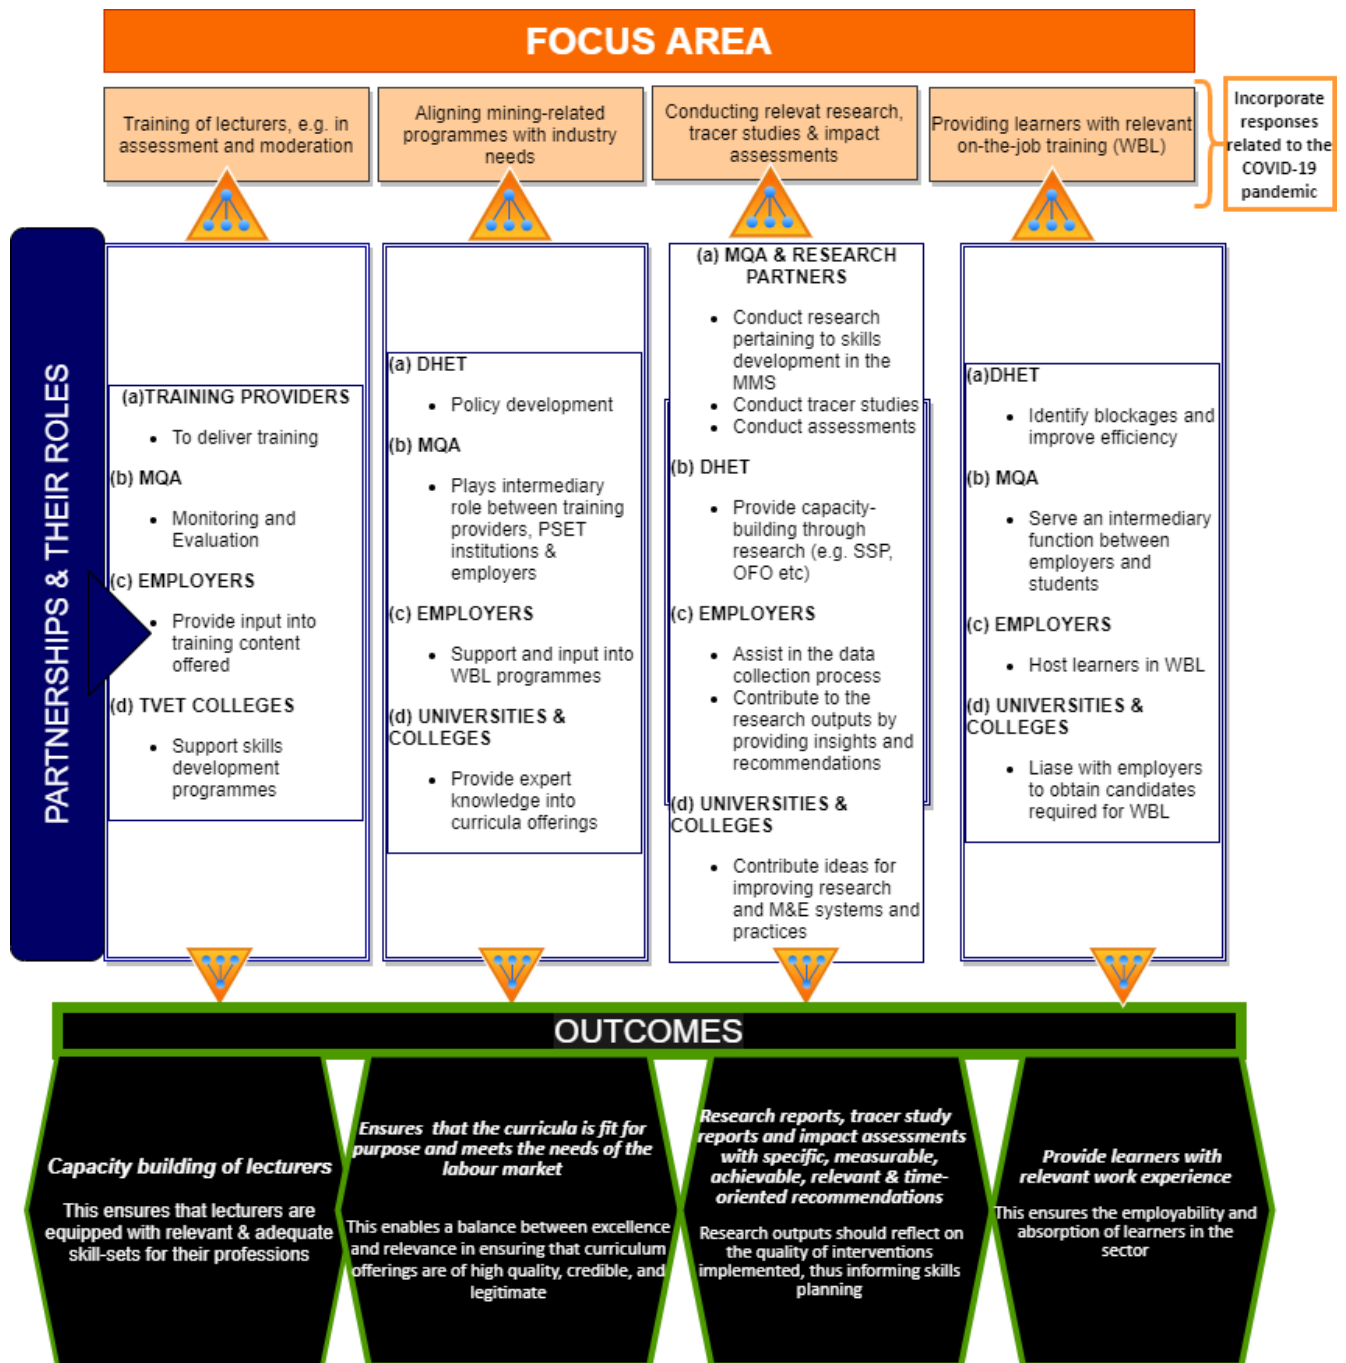 FOCUS AREA
Training of lecturers, e.g. in
assessment and moderation
Aligning mining-related
programmes with industry
needs
Conducting relevat research,
tracer studies & impact
assessments
Providing learners with relevant
on-the-job training (WBL)
Incorporate
responses
related to the
COVID-19
pandemic
PARTNERSHIPS & THEIR ROLES
(a)TRAINING PROVIDERS
• To deliver training
(b) MQA
• Monitoring and
Evaluation
(c) EMPLOYERS
• Provide input into
training content
offered
(d) TVET COLLEGES
• Support skills
development
programmes
(a) DHET
• Policy development
(b) MQA
• Plays intermediary
role between training
providers, PSET
institutions &
employers
(c) EMPLOYERS
• Support and input into
WBL programmes
(d) UNIVERSITIES &
COLLEGES
• Provide expert
knowledge into
curricula offerings
(a) MQA & RESEARCH
PARTNERS
• Conduct research
pertaining to skills
development in the
MMS
• Conduct tracer studies
• Conduct assessments
(b) DHET
• Provide capacity-
building through
research (e.g. SSP,
OFO etc)
(c) EMPLOYERS
• Assist in the data
collection process
• Contribute to the
research outputs by
providing insights and
recommendations
(d) UNIVERSITIES &
COLLEGES
• Contribute ideas for
improving research
and M&E systems and
practices
(a)DHET
• Identify blockages and
improve efficiency
(b) MQA
• Serve an intermediary
function between
employers and
students
(c) EMPLOYERS
• Host learners in WBL
(d) UNIVERSITIES &
COLLEGES
• Liase with employers
to obtain candidates
required for WBL
OUTCOMES
Capacity building of lecturers
This ensures that lecturers are
equipped with relevant & adequate
skill-sets for their professions
Ensures that the curricula is fit for
purpose and meets the needs of the
labour market
This enables a balance between excellence
and relevance in ensuring that curriculum
offerings are of high quality, credible, and
legitimate
Research reports, tracer study
reports and impact assessments
with specific, measurable,
achievable, relevant & time-
oriented recommendations
Research outputs should reflect on
the quality of interventions
implemented, thus informing skills
planning
Provide learners with
relevant work experience
This ensures the employability and
absorption of learners in the
sector